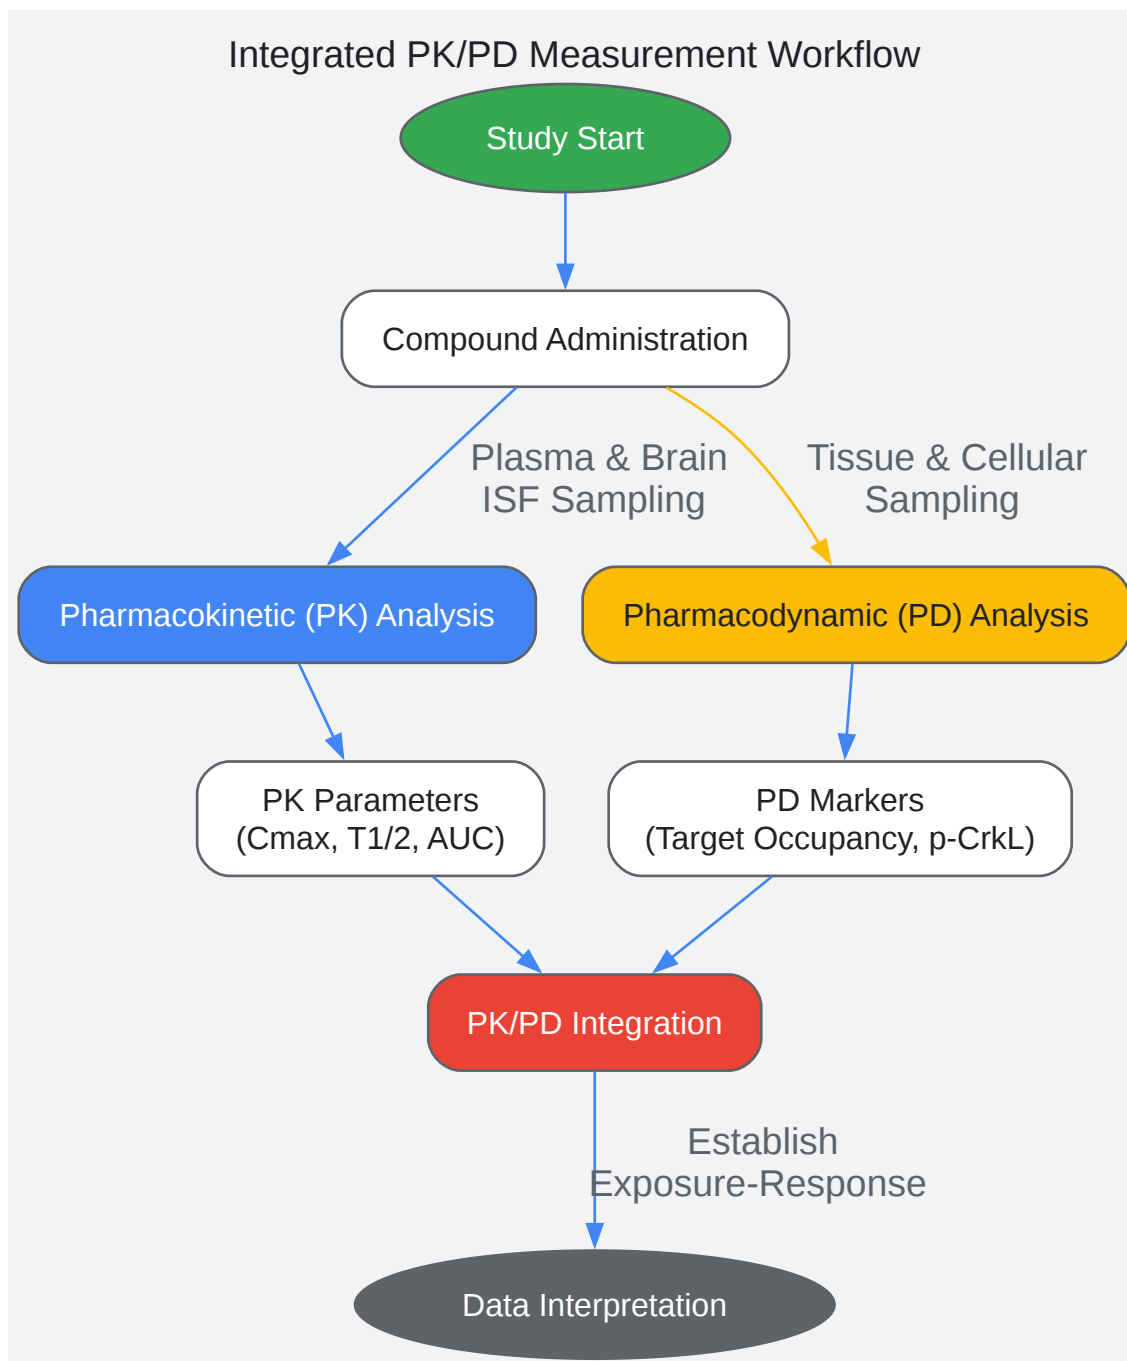 Integrated PK/PD Measurement Workflow
Study Start
Compound Administration
Plasma & Brain
ISF Sampling
Tissue & Cellular
Sampling
Pharmacokinetic (PK) Analysis
Pharmacodynamic (PD) Analysis
PK Parameters
(Cmax, T1/2, AUC)
PD Markers
(Target Occupancy, p-CrkL)
PK/PD Integration
Establish
Exposure-Response
Data Interpretation